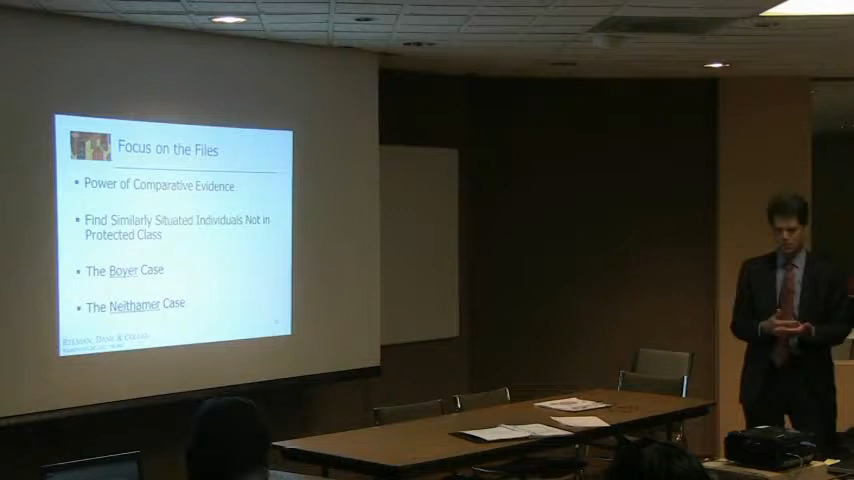 Focus on the Files
▪ Power of Comparative Evidence
▪ Find Similarly Situated Individuals Not in
Protected Class
▪ The Boyer Case
▪ The Neithamer Case